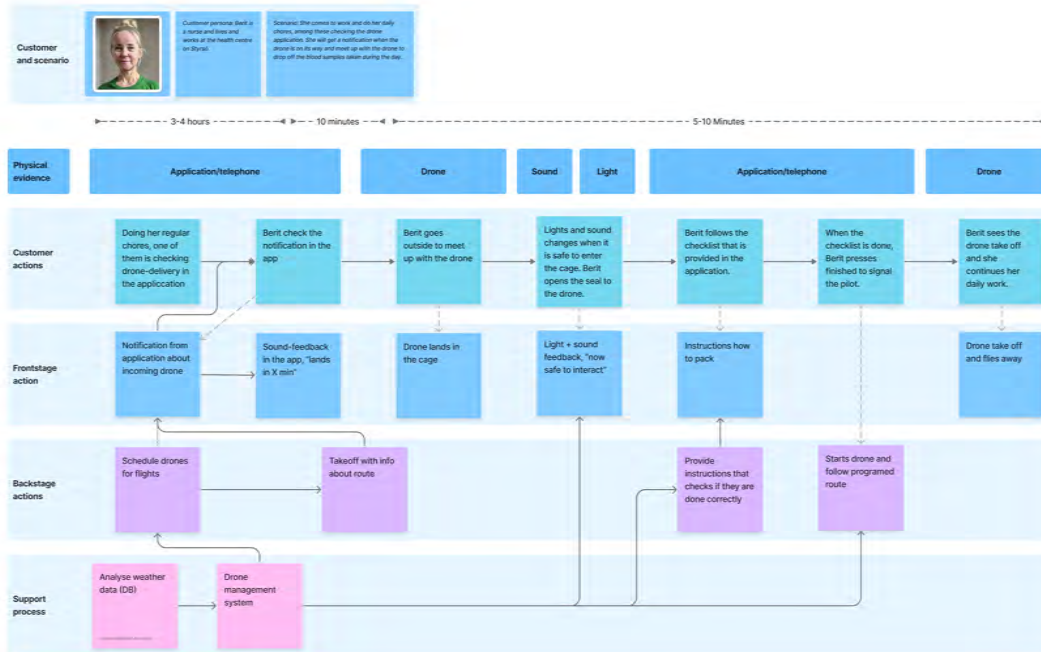 Customer
and scenario
Customer persona: Berit is
a nurse and lives and
works at the health centre
on Styrsö.
Scenario: She comes to work and do her daily
chores, among these checking the drone
application. She will get a notification when the
drone is on its way and meet up with the drone to
drop off the blood samples taken during the day.
3-4 hours
10 minutes
5-10 Minutes
Physical
evidence
Application/telephone
Drone
Sound
Light
Application/telephone
Drone
Customer
actions
Doing her regular
chores, one of
them is checking
drone-delivery in
the appliccation
Berit check the
notification in the
app
Berit goes
outside to meet
up with the drone
Lights and sound
changes when it
is safe to enter
the cage. Berit
opens the seal to
the drone.
Berit follows the
checklist that is
provided in the
application.
When the
checklist is done,
Berit presses
finished to signal
the pilot.
Berit sees the
drone take off
and she
continues her
daily work.
Frontstage
action
Notification from
application about
incoming drone
Sound-feedback
in the app, "lands
in X min"
Drone lands in
the cage
Light + sound
feedback, "now
safe to interact"
Instructions how
to pack
Drone take off
and flies away
Backstage
actions
Schedule drones
for flights
Takeoff with info
about route
Provide
instructions that
checks if they are
done correctly
Starts drone and
follow programed
route
Support
process
Analyse weather
data (DB)
Drone
management
system